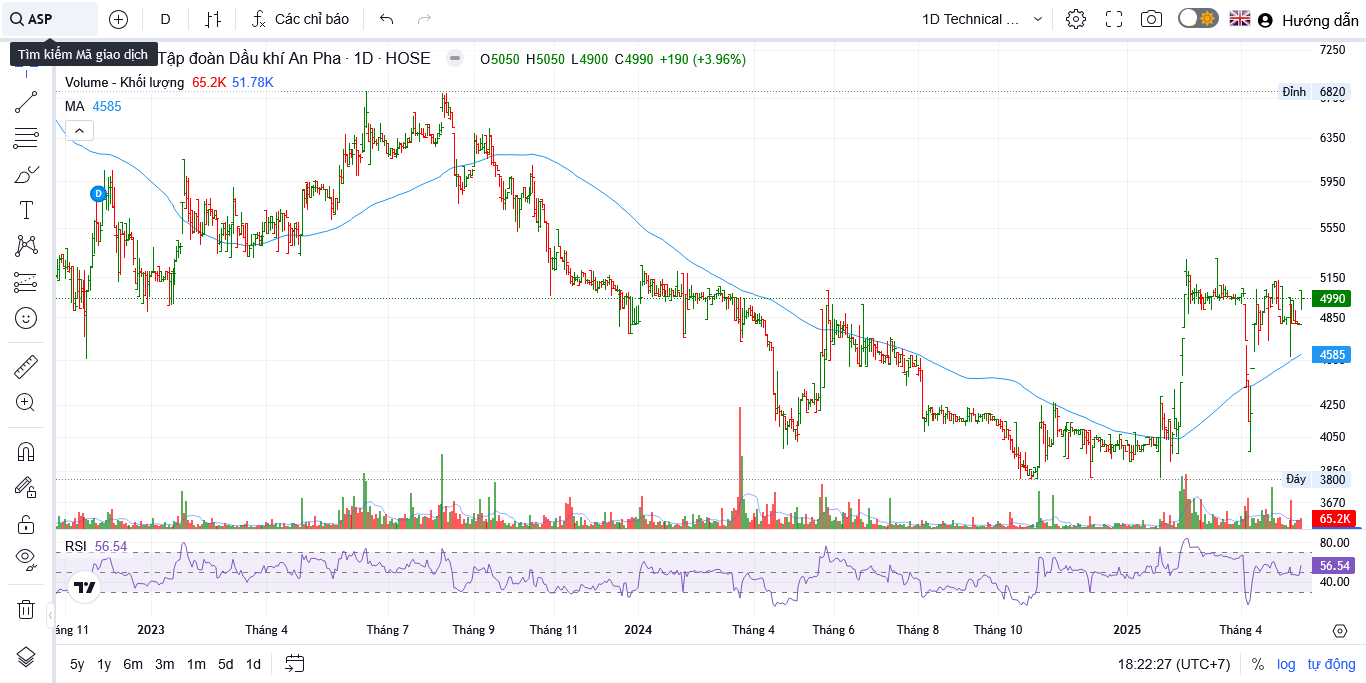 ASP
D
Các chỉ báo
1D Technical ...
Hướng dẫn
Tìm kiếm Mã giao dịch
Tập đoàn Dầu khí An Pha · 1D · HOSE
O5050 H5050 L4900 C4990 +190 (+3.96%)
Volume - Khối lượng 65.2K 51.78K
MA 4585
D
7250
Đỉnh 6820
6350
5950
5550
5150
4990
4850
4585
4250
4050
3850
Đáy 3800
3670
65.2K
RSI 56.54
80.00
56.54
40.00
áng 11 2023 Tháng 4 Tháng 7 Tháng 9 Tháng 11 2024 Tháng 4 Tháng 6 Tháng 8 Tháng 10 2025 Tháng 4
5y 1y 6m 3m 1m 5d 1d
18:22:27 (UTC+7) % log tự động